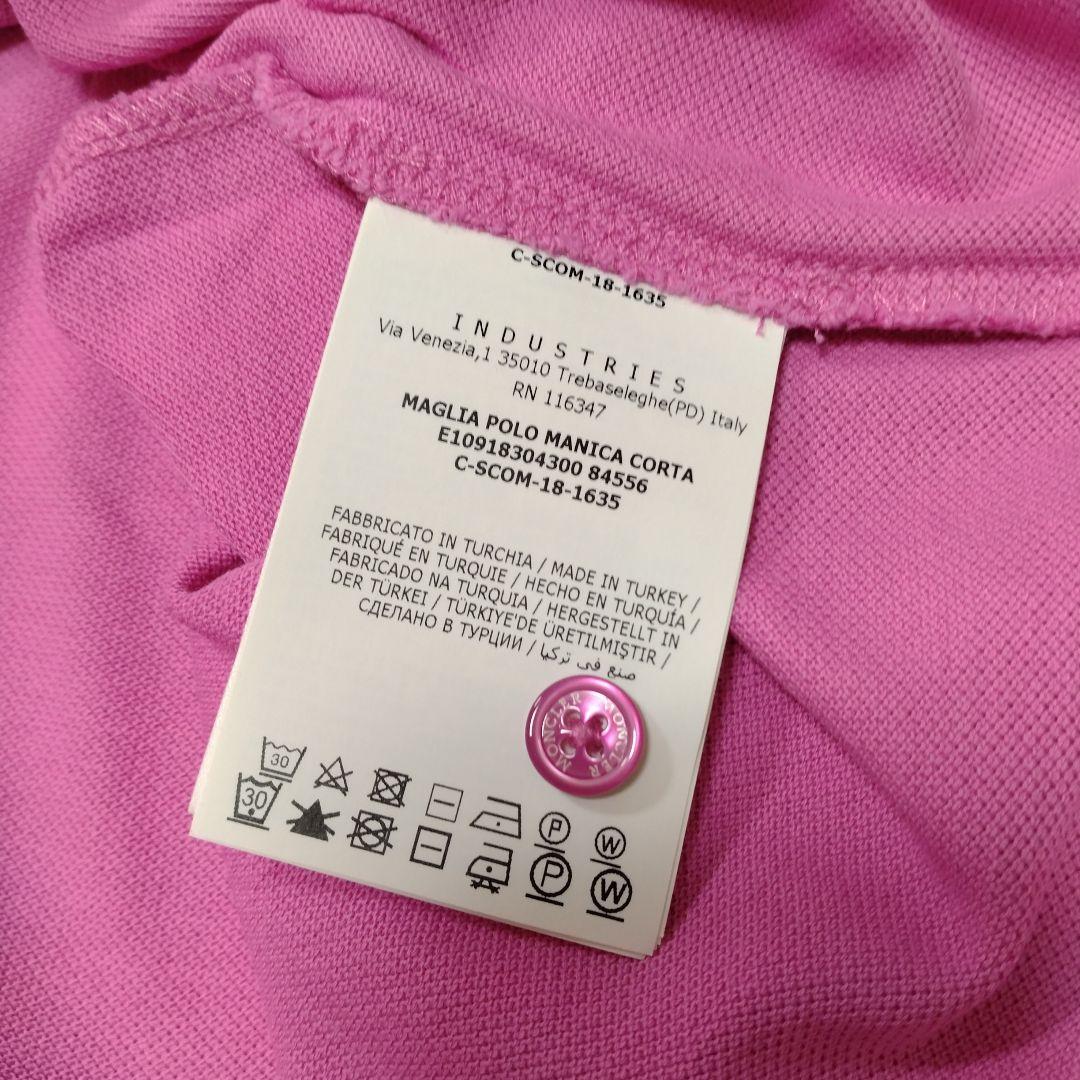 C-SCOM-18-1635
INDUSTRIES
Via Venezia,1 35010 Trebaseleghe(PD) Italy
RN 116347
MAGLIA POLO MANICA CORTA
E10918304300 84556
C-SCOM-18-1635
FABBRICATO IN TURCHIA / MADE IN TURKEY /
FABRIQUÉ EN TURQUIE / HECHO EN TURQUÍA /
FABRICADO NA TURQUIA / HERGESTELLT IN
DER TÜRKEI / TÜRKIYE'DE ÜRETILMIŞTIR /
СДЕЛАНО В ТУРЦИИ / صنع في تركيا
MONCLER MONCLER
30
P
W
30
P
W